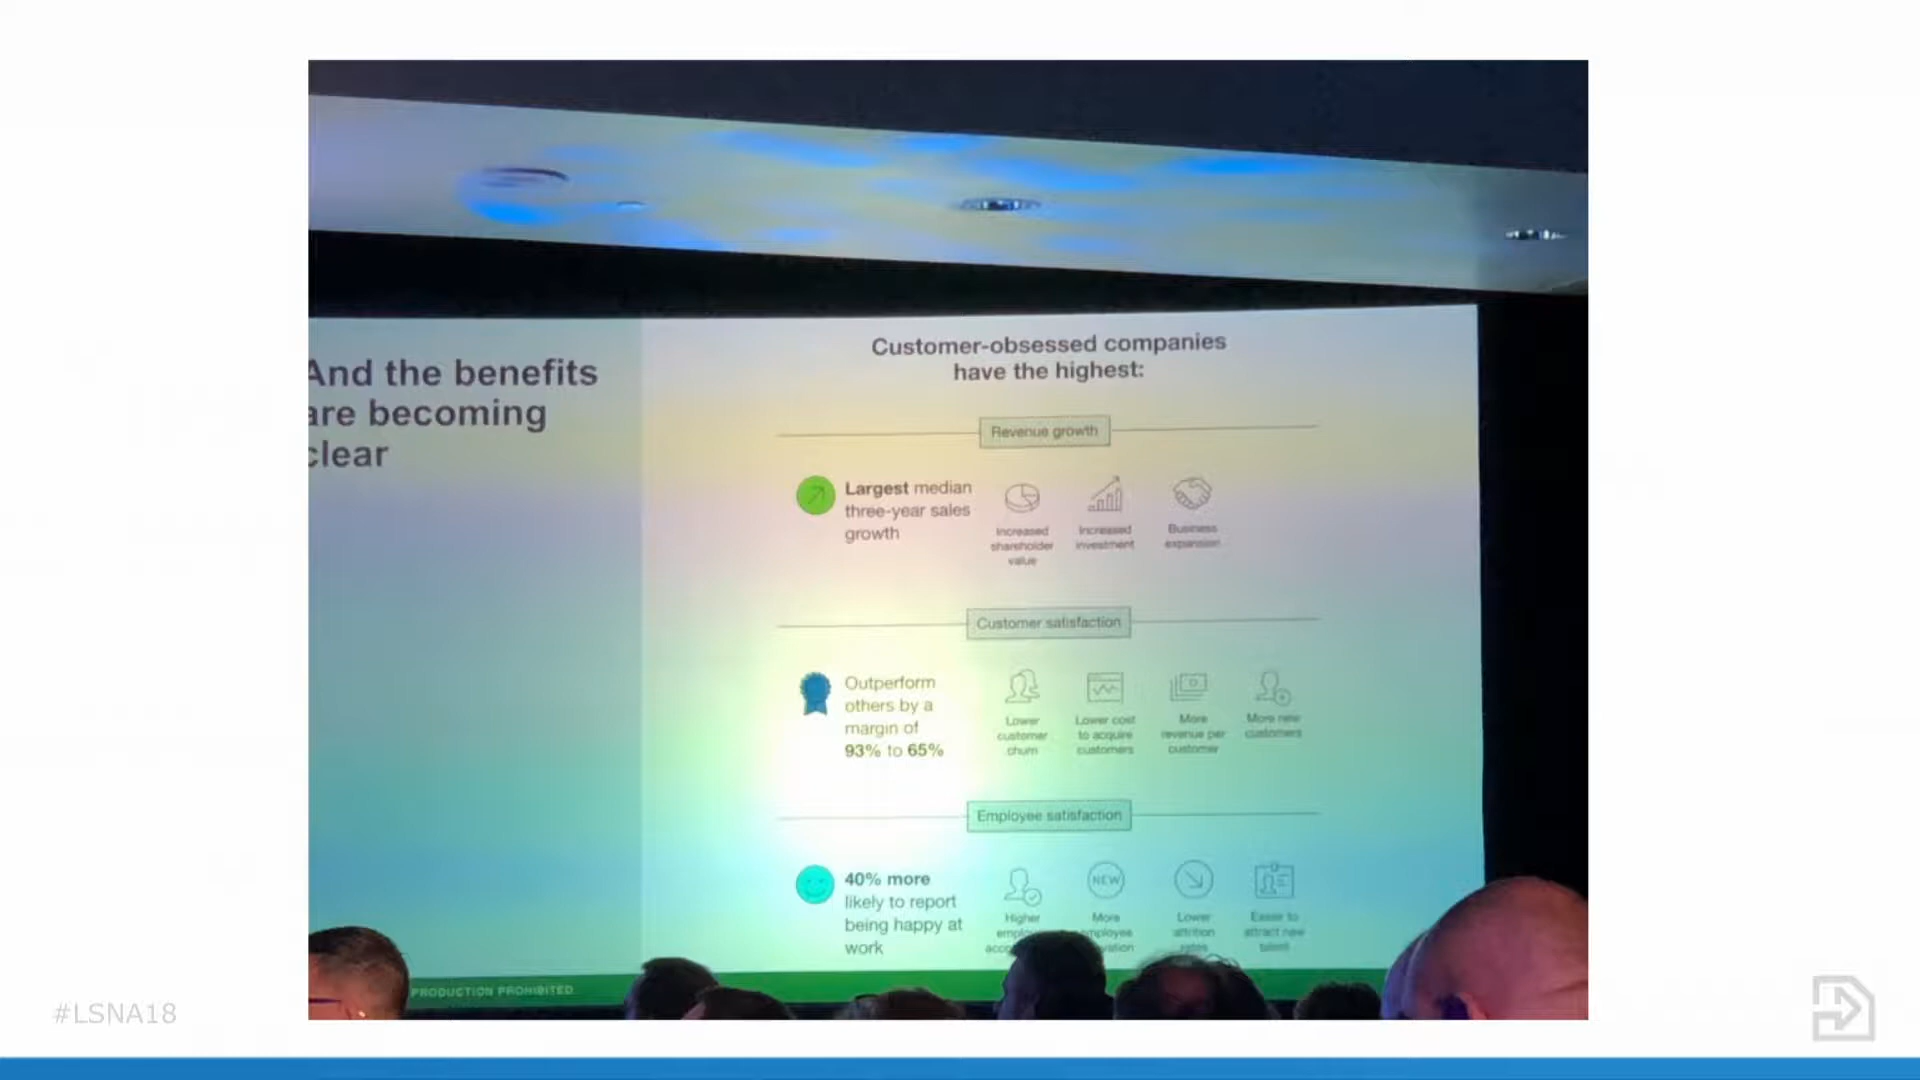 And the benefits
are becoming
clear
Customer-obsessed companies
have the highest:
Revenue growth
Largest median
three-year sales
growth
Increased
shareholder
value
Increased
investment
Business
expansion
Customer satisfaction
Outperform
others by a
margin of
93% to 65%
Lower
customer
churn
Lower cost
to acquire
customers
More
revenue per
customer
More new
customers
Employee satisfaction
40% more
likely to report
being happy at
work
Higher
NEW
More
Lower
attrition
rates
Easier to
attract new
talent
PRODUCTION PROHIBITED
#LSNA18